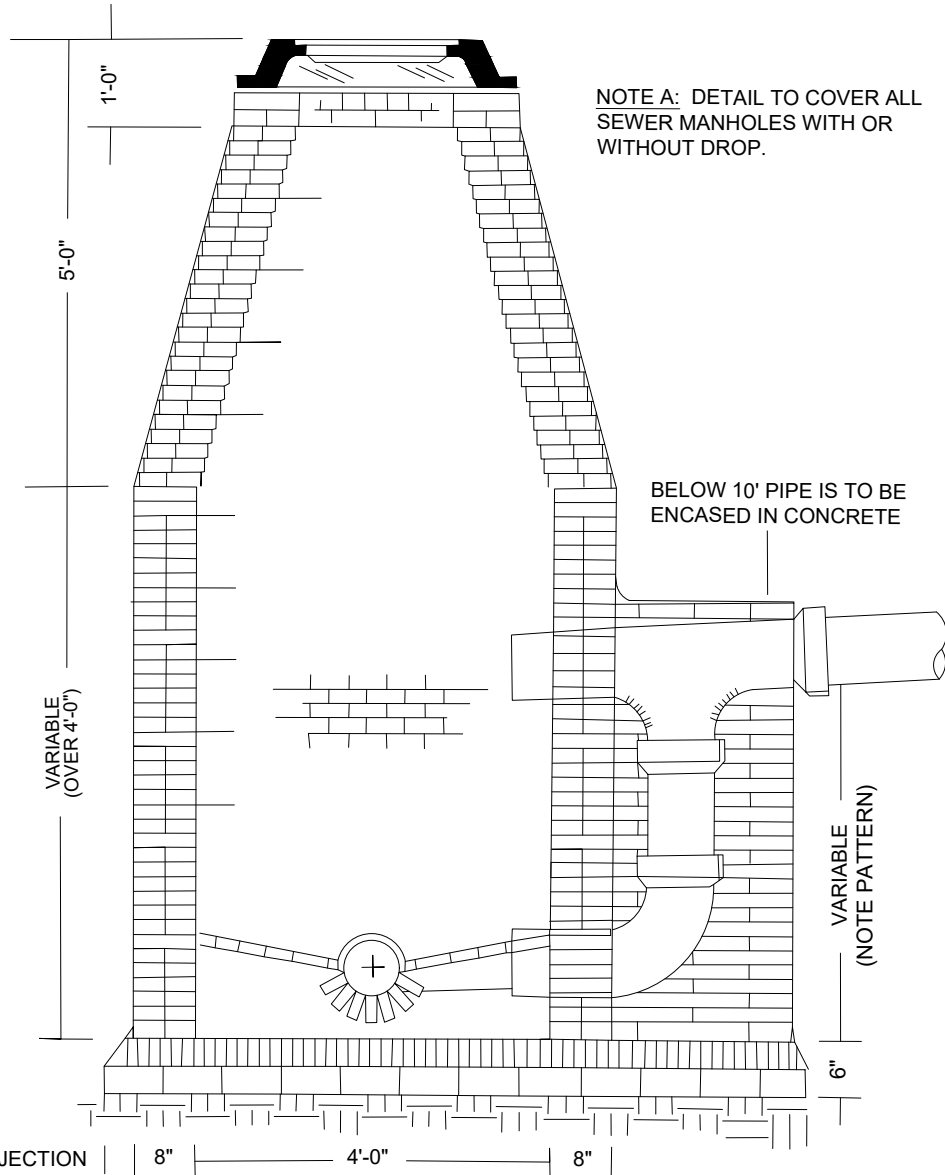 1'-0"
NOTE A: DETAIL TO COVER ALL
SEWER MANHOLES WITH OR
WITHOUT DROP.
5'-0"
BELOW 10' PIPE IS TO BE
ENCASED IN CONCRETE
VARIABLE
(OVER 4'-0")
VARIABLE
(NOTE PATTERN)
6"
8"
4'-0"
8"